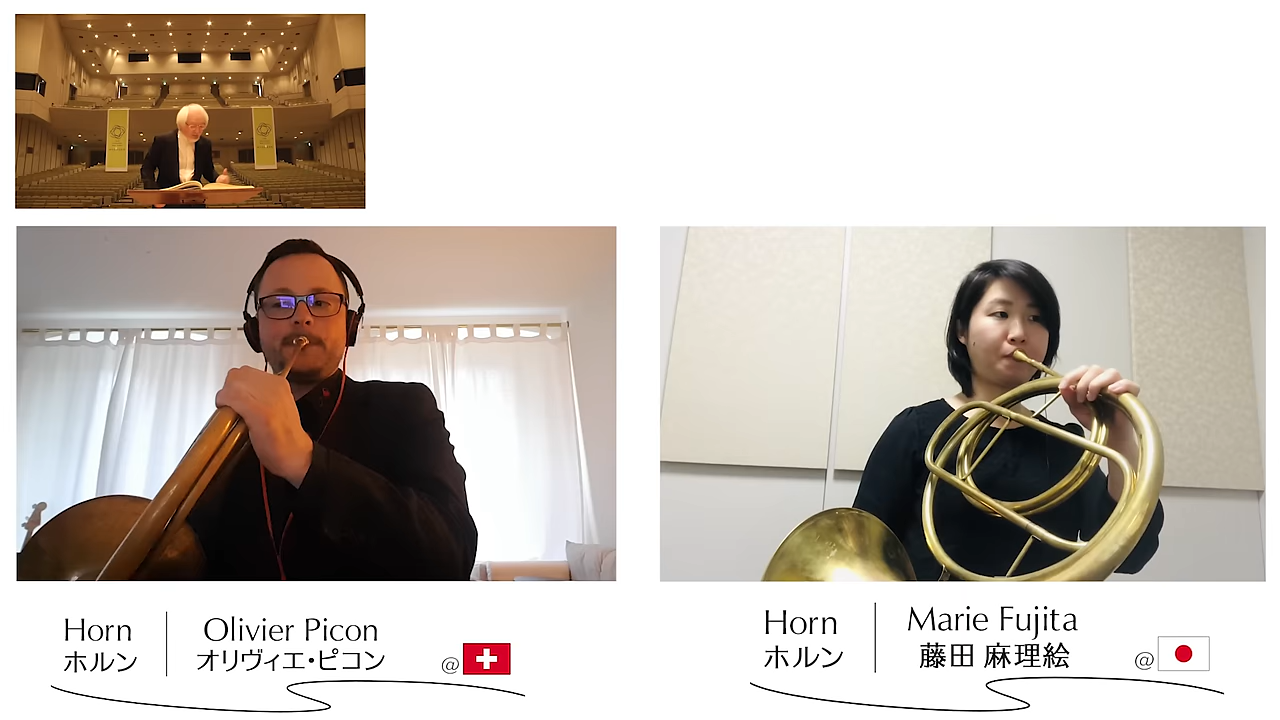 Horn
ホルン
Olivier Picon
オリヴィエ・ピコン
@
Horn
ホルン
Marie Fujita
藤田 麻理絵
@